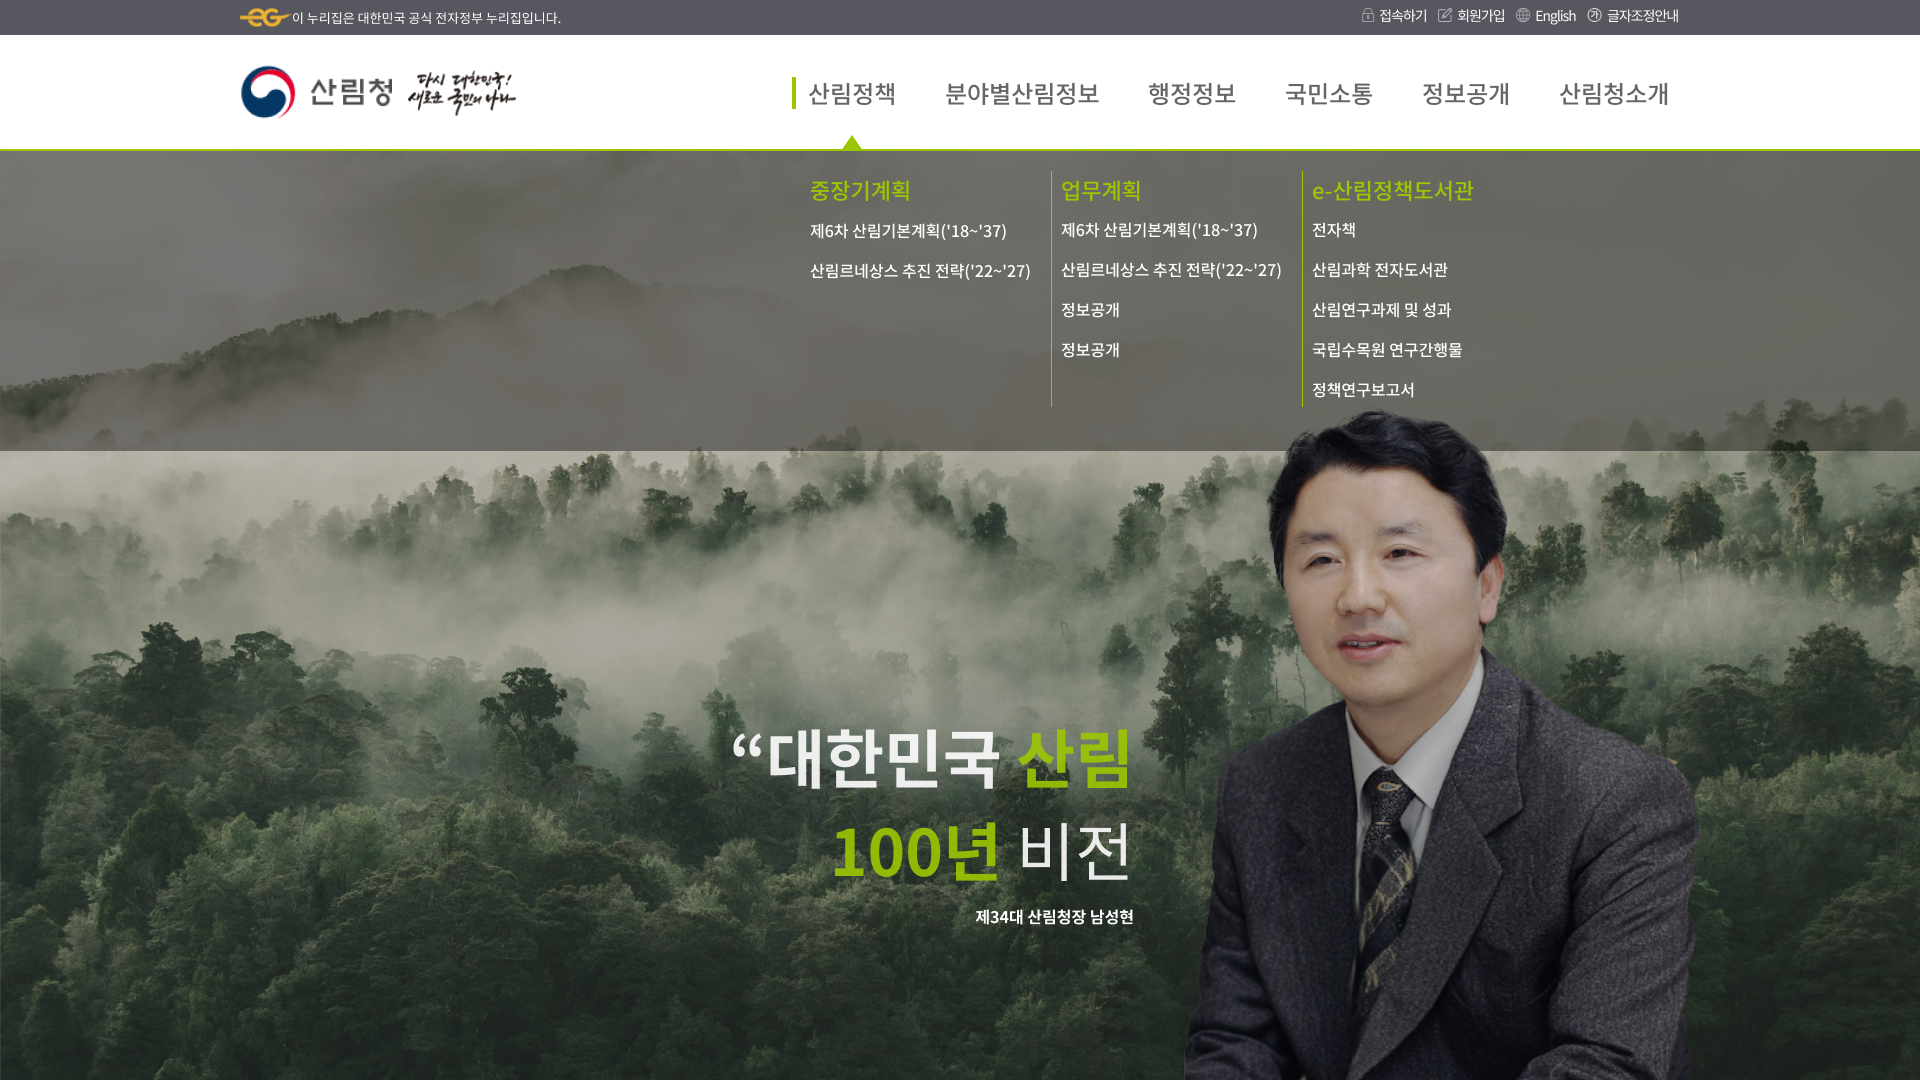 이 누리집은 대한민국 공식 전자정부 누리집입니다.
접속하기 회원가입 English 가 글자조정안내
산림청 다시 대한민국!
새로운 국민의 나라
산림정책 분야별산림정보 행정정보 국민소통 정보공개 산림청소개
중장기계획
제6차 산림기본계획('18~'37)
산림르네상스 추진 전략('22~'27)
업무계획
제6차 산림기본계획('18~'37)
산림르네상스 추진 전략('22~'27)
정보공개
정보공개
e-산림정책도서관
전자책
산림과학 전자도서관
산림연구과제 및 성과
국립수목원 연구간행물
정책연구보고서
“대한민국 산림
100년 비전
제34대 산림청장 남성현